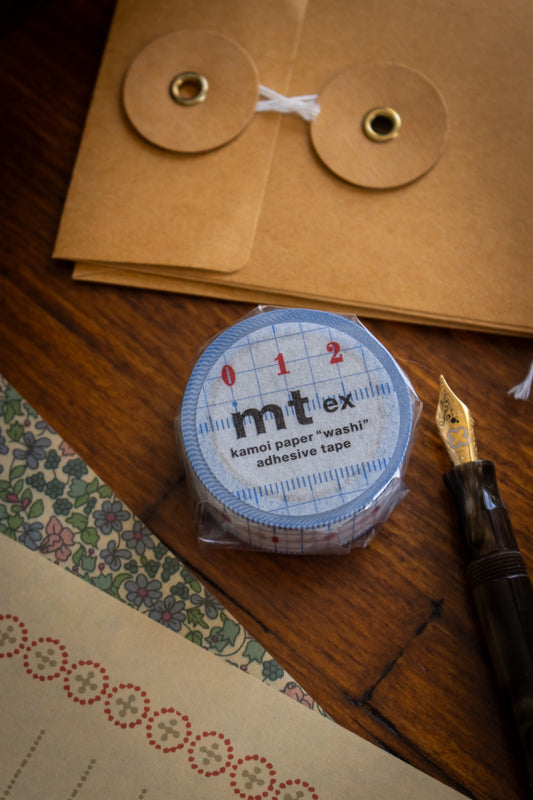 0 1 2
mt ex
kamoi paper "washi"
adhesive tape